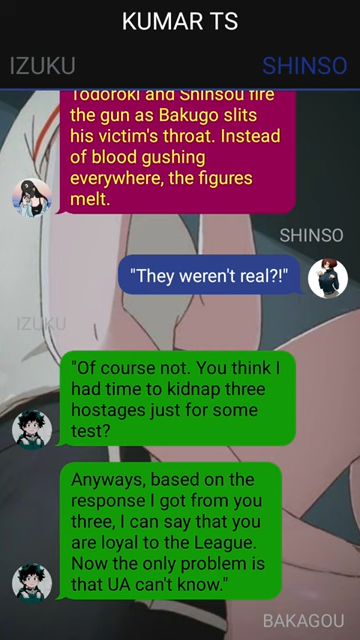 KUMAR TS
IZUKU
SHINSO
Todoroki and Shinsou fire
the gun as Bakugo slits
his victim's throat. Instead
of blood gushing
everywhere, the figures
melt.
SHINSO
"They weren't real?!"
IZUKU
"Of course not. You think I
had time to kidnap three
hostages just for some
test?
Anyways, based on the
response I got from you
three, I can say that you
are loyal to the League.
Now the only problem is
that UA can't know."
BAKAGOU